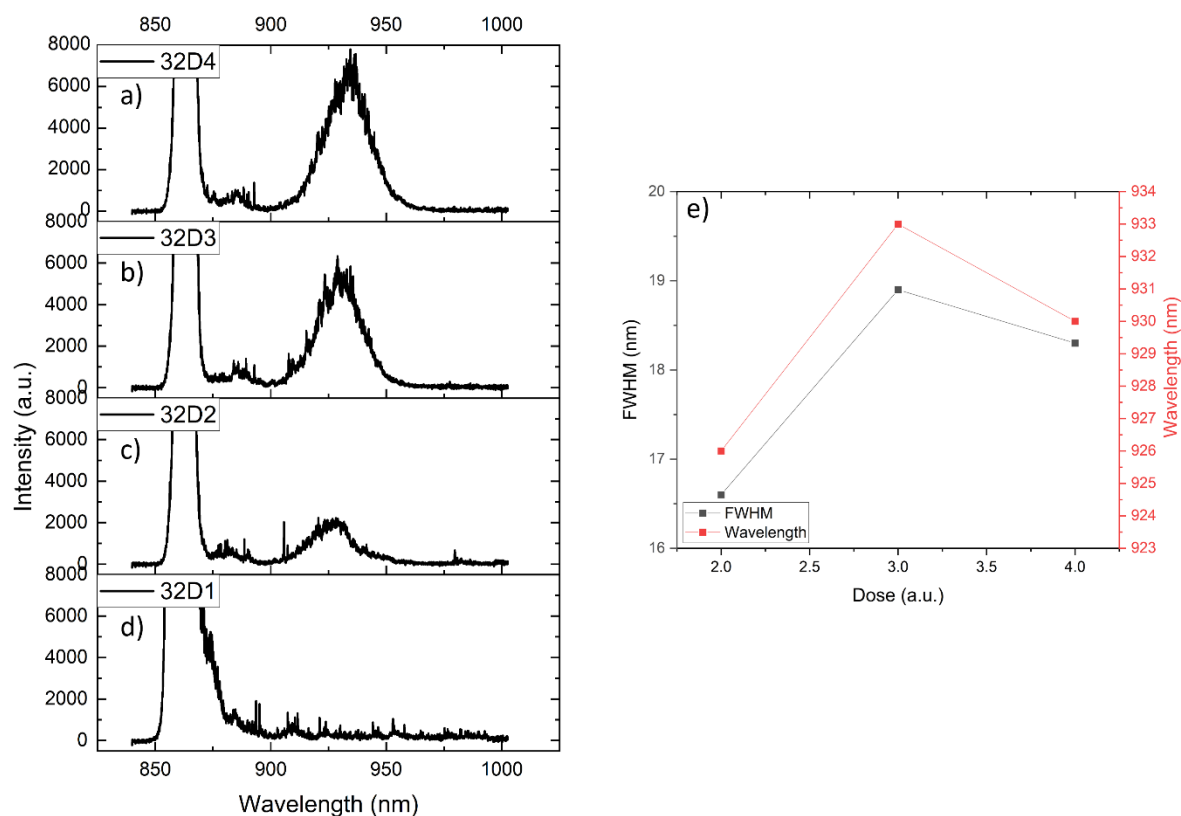 850 900 950 1000
8000
32D4
a)
6000
4000
2000
0
8000
32D3
b)
6000
4000
2000
0
8000
32D2
c)
6000
4000
2000
0
8000
32D1
d)
6000
4000
2000
0
850 900 950 1000
Wavelength (nm)
Intensity (a.u.)
e)
20
19
18
17
16
FWHM (nm)
934
933
932
931
930
929
928
927
926
925
924
923
Wavelength (nm)
FWHM
Wavelength
2.0 2.5 3.0 3.5 4.0
Dose (a.u.)